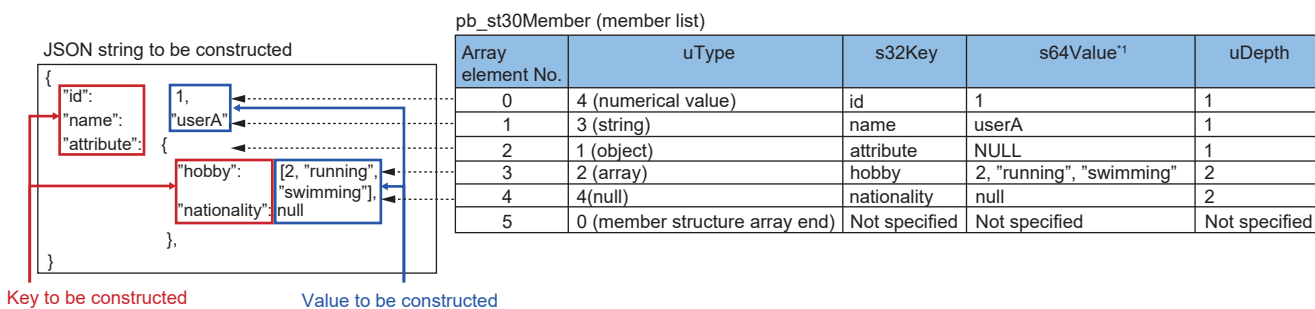 pb_st30Member (member list)
JSON string to be constructed
{
"id": 1,
"name": "userA"
"attribute": {
"hobby": [2, "running",
"swimming"],
"nationality": null
},
}
Key to be constructed
Value to be constructed
Array element No. uType s32Key s64Value*1 uDepth
0 4 (numerical value) id 1 1
1 3 (string) name userA 1
2 1 (object) attribute NULL 1
3 2 (array) hobby 2, "running", "swimming" 2
4 4(null) nationality null 2
5 0 (member structure array end) Not specified Not specified Not specified